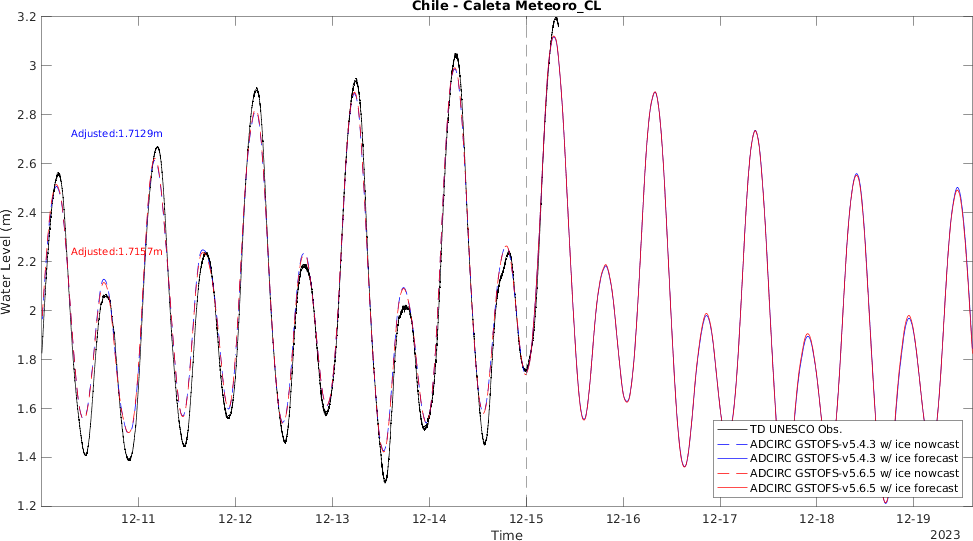 Chile - Caleta Meteoro_CL
3.2
3
2.8
2.6
2.4
2.2
2
1.8
1.6
1.4
1.2
Water Level (m)
Adjusted:1.7129m
Adjusted:1.7157m
TD UNESCO Obs.
ADCIRC GSTOFS-v5.4.3 w/ ice nowcast
ADCIRC GSTOFS-v5.4.3 w/ ice forecast
ADCIRC GSTOFS-v5.6.5 w/ ice nowcast
ADCIRC GSTOFS-v5.6.5 w/ ice forecast
12-11 12-12 12-13 12-14 12-15 12-16 12-17 12-18 12-19
Time
2023